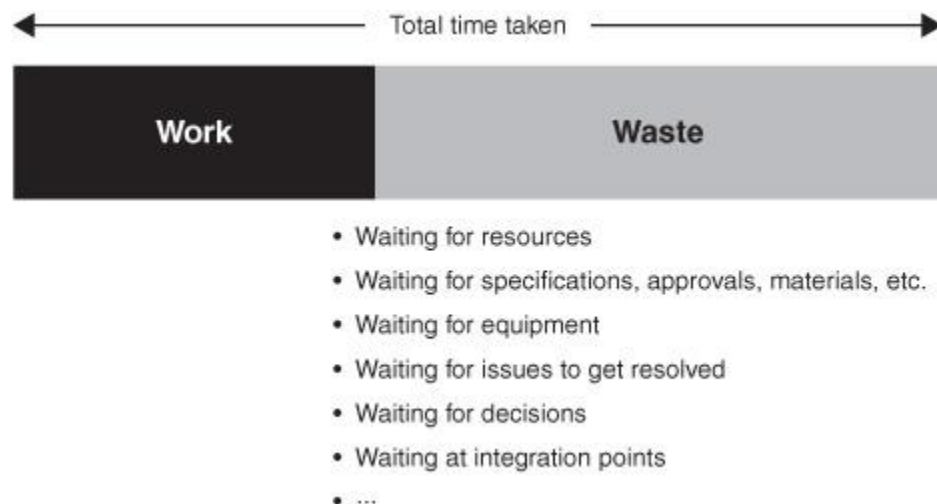 Total time taken
Work
Waste
• Waiting for resources
• Waiting for specifications, approvals, materials, etc.
• Waiting for equipment
• Waiting for issues to get resolved
• Waiting for decisions
• Waiting at integration points
• ...